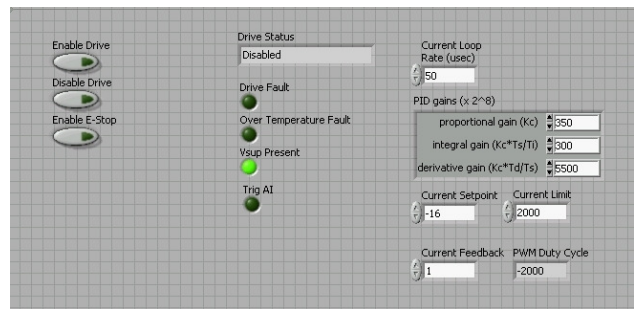 Enable Drive
Disable Drive
Enable E-Stop
Drive Status
Disabled
Drive Fault
Over Temperature Fault
Vsup Present
Trig AI
Current Loop
Rate (usec)
50
PID gains (x 2^8)
proportional gain (Kc) 350
integral gain (Kc*Ts/Ti) 300
derivative gain (Kc*Td/Ts) 5500
Current Setpoint Current Limit
-16 2000
Current Feedback PWM Duty Cycle
1 -2000